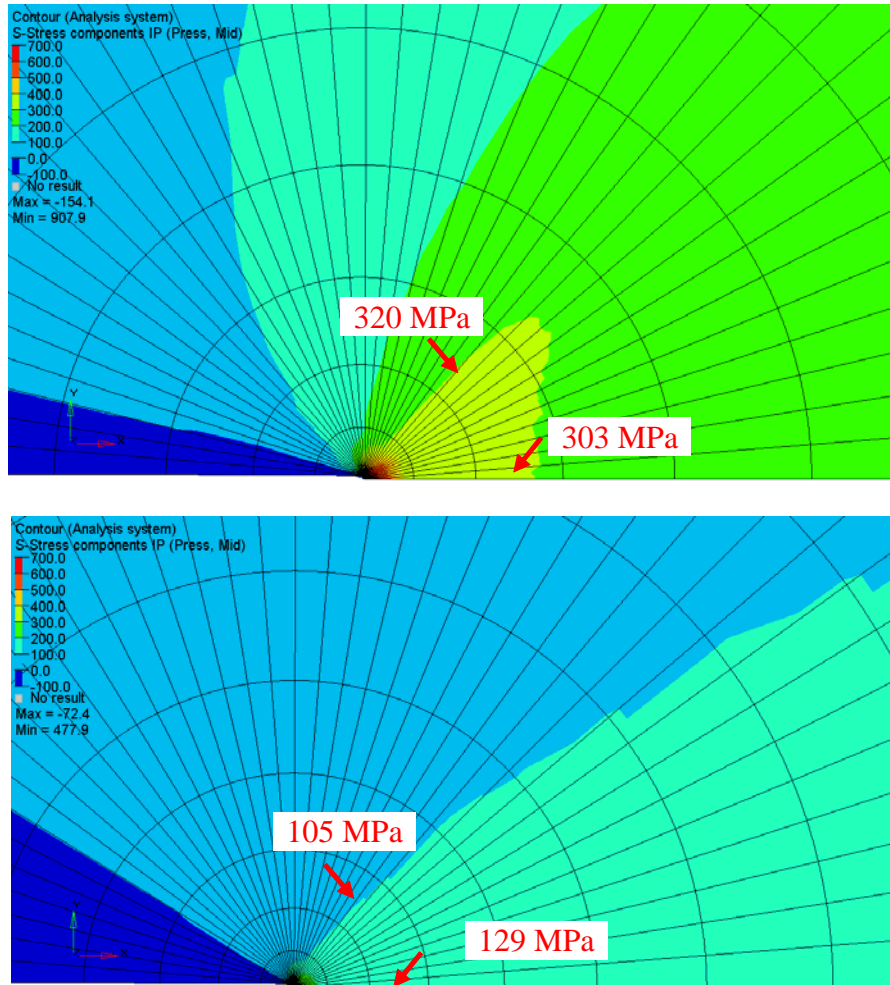 Contour (Analysis system)
S-Stress components IP (Press, Mid)
700.0
600.0
500.0
400.0
300.0
200.0
100.0
0.0
-100.0
No result
Max = -154.1
Min = 907.9
320 MPa
303 MPa
Y
X
Contour (Analysis system)
S-Stress components IP (Press, Mid)
700.0
600.0
500.0
400.0
300.0
200.0
100.0
0.0
-100.0
No result
Max = -72.4
Min = 477.9
105 MPa
129 MPa
Y
X